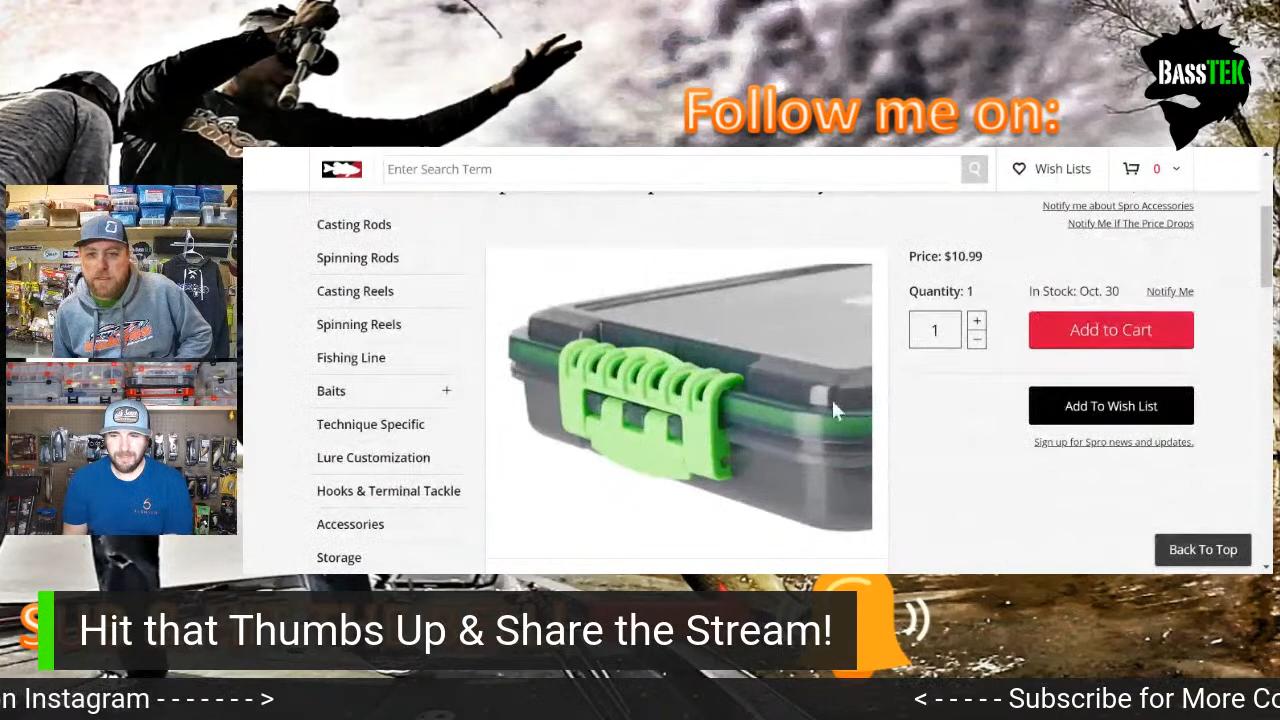 Follow me on:
BASSTEK
Enter Search Term
Wish Lists
0
Notify me about Spro Accessories
Notify Me If The Price Drops
Casting Rods
Spinning Rods
Casting Reels
Spinning Reels
Fishing Line
Baits +
Technique Specific
Lure Customization
Hooks & Terminal Tackle
Accessories
Storage
Price: $10.99
Quantity: 1
In Stock: Oct. 30
Notify Me
1
+
−
Add to Cart
Add To Wish List
Sign up for Spro news and updates.
Back To Top
Hit that Thumbs Up & Share the Stream!
on Instagram - - - - - - - >
< - - - - - Subscribe for More Co